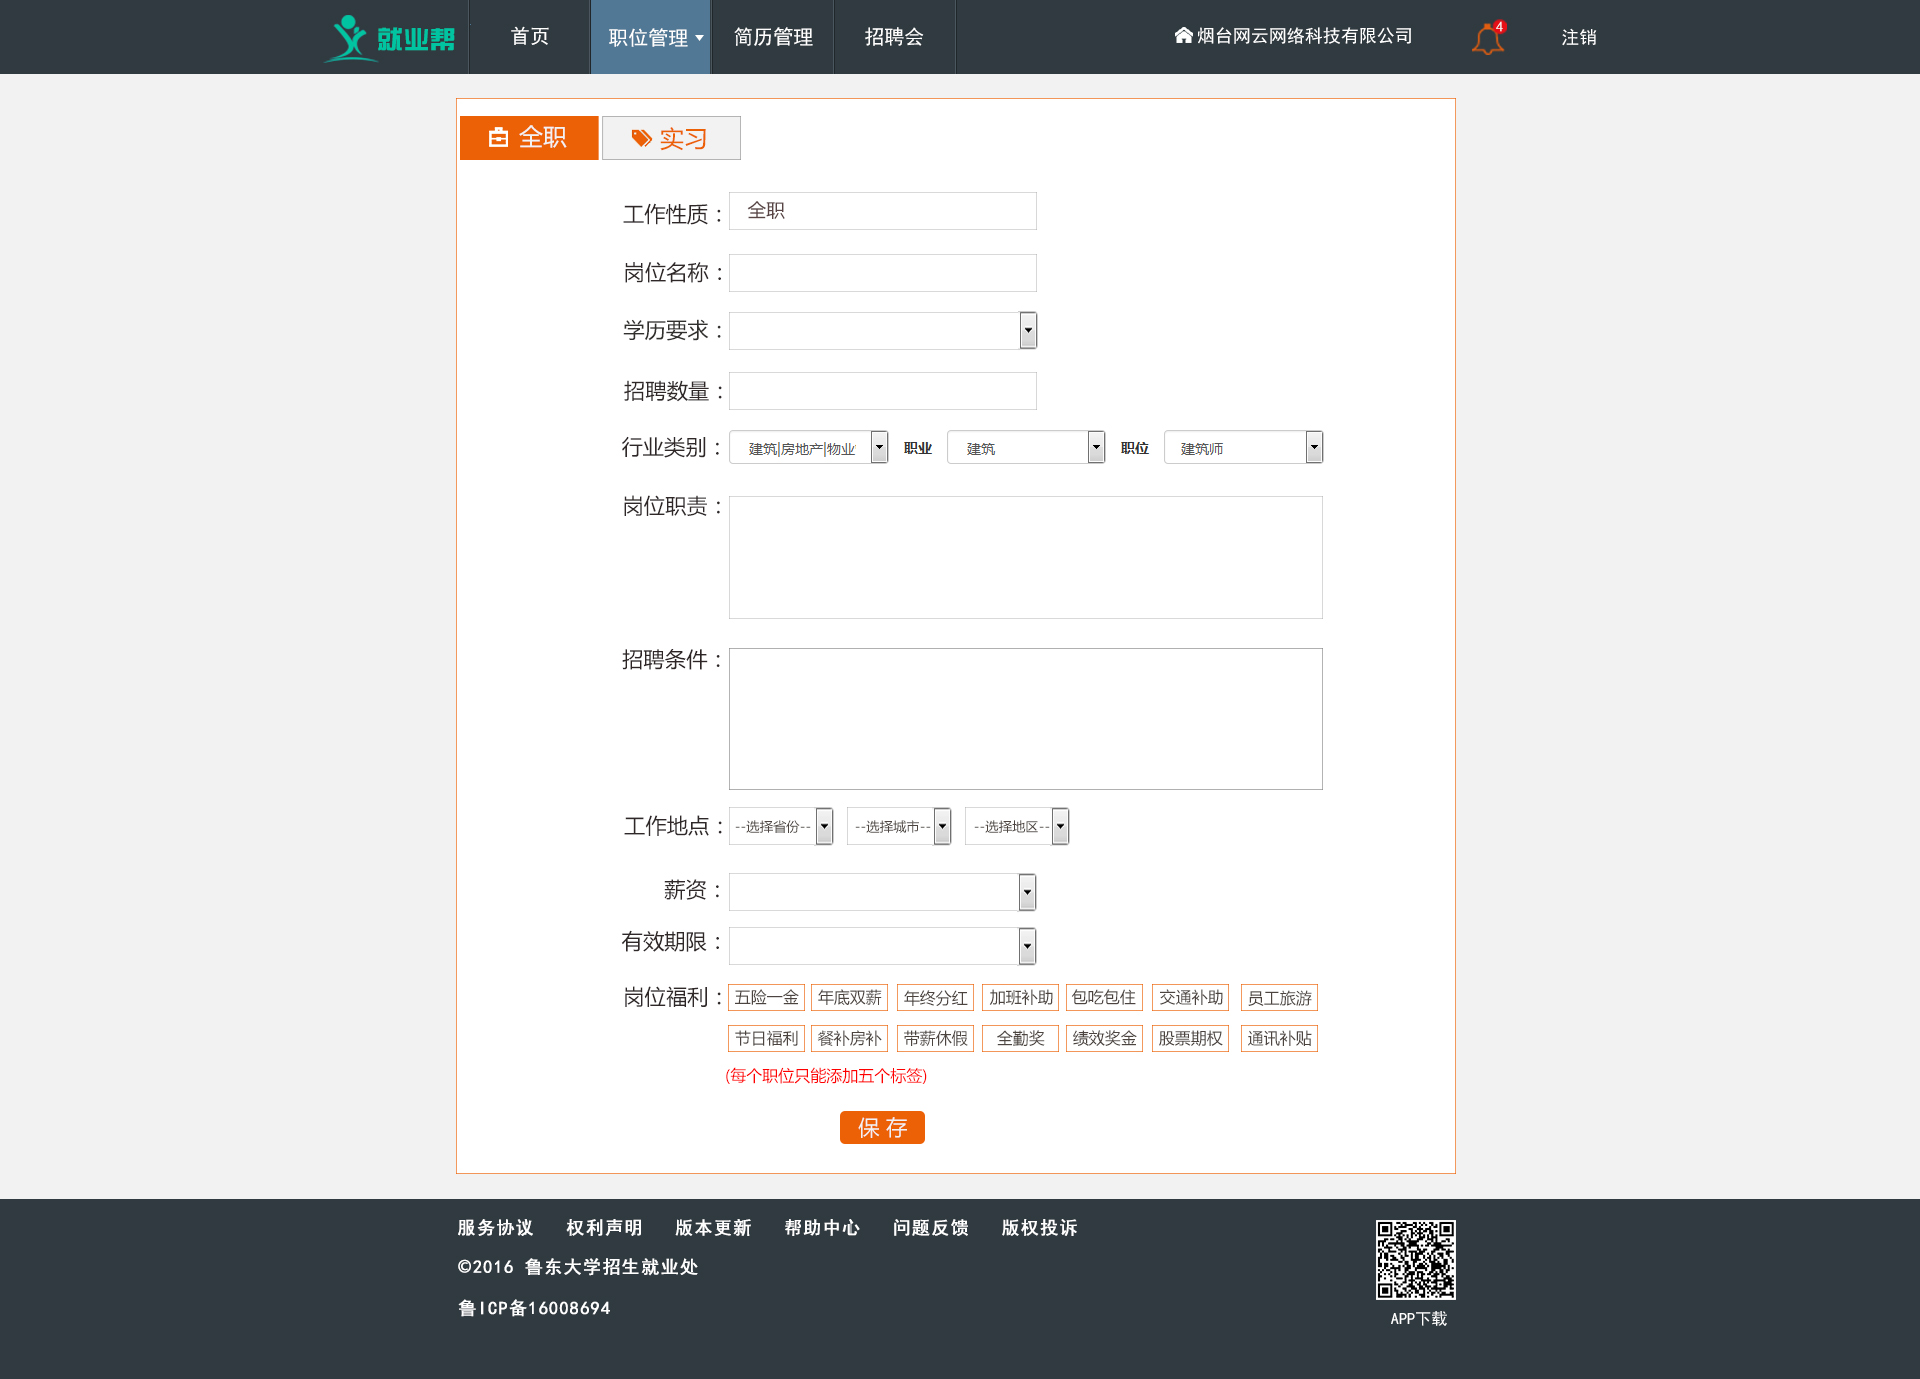 就业帮 首页 职位管理 简历管理 招聘会 烟台网云网络科技有限公司 4 注销
全职 实习
工作性质： 全职
岗位名称：
学历要求：
招聘数量：
行业类别： 建筑|房地产|物业 职业 建筑 职位 建筑师
岗位职责：
招聘条件：
工作地点： --选择省份-- --选择城市-- --选择地区--
薪资：
有效期限：
岗位福利： 五险一金 年底双薪 年终分红 加班补助 包吃包住 交通补助 员工旅游
节日福利 餐补房补 带薪休假 全勤奖 绩效奖金 股票期权 通讯补贴
(每个职位只能添加五个标签)
保 存
服务协议 权利声明 版本更新 帮助中心 问题反馈 版权投诉
©2016 鲁东大学招生就业处
鲁ICP备16008694
APP下载